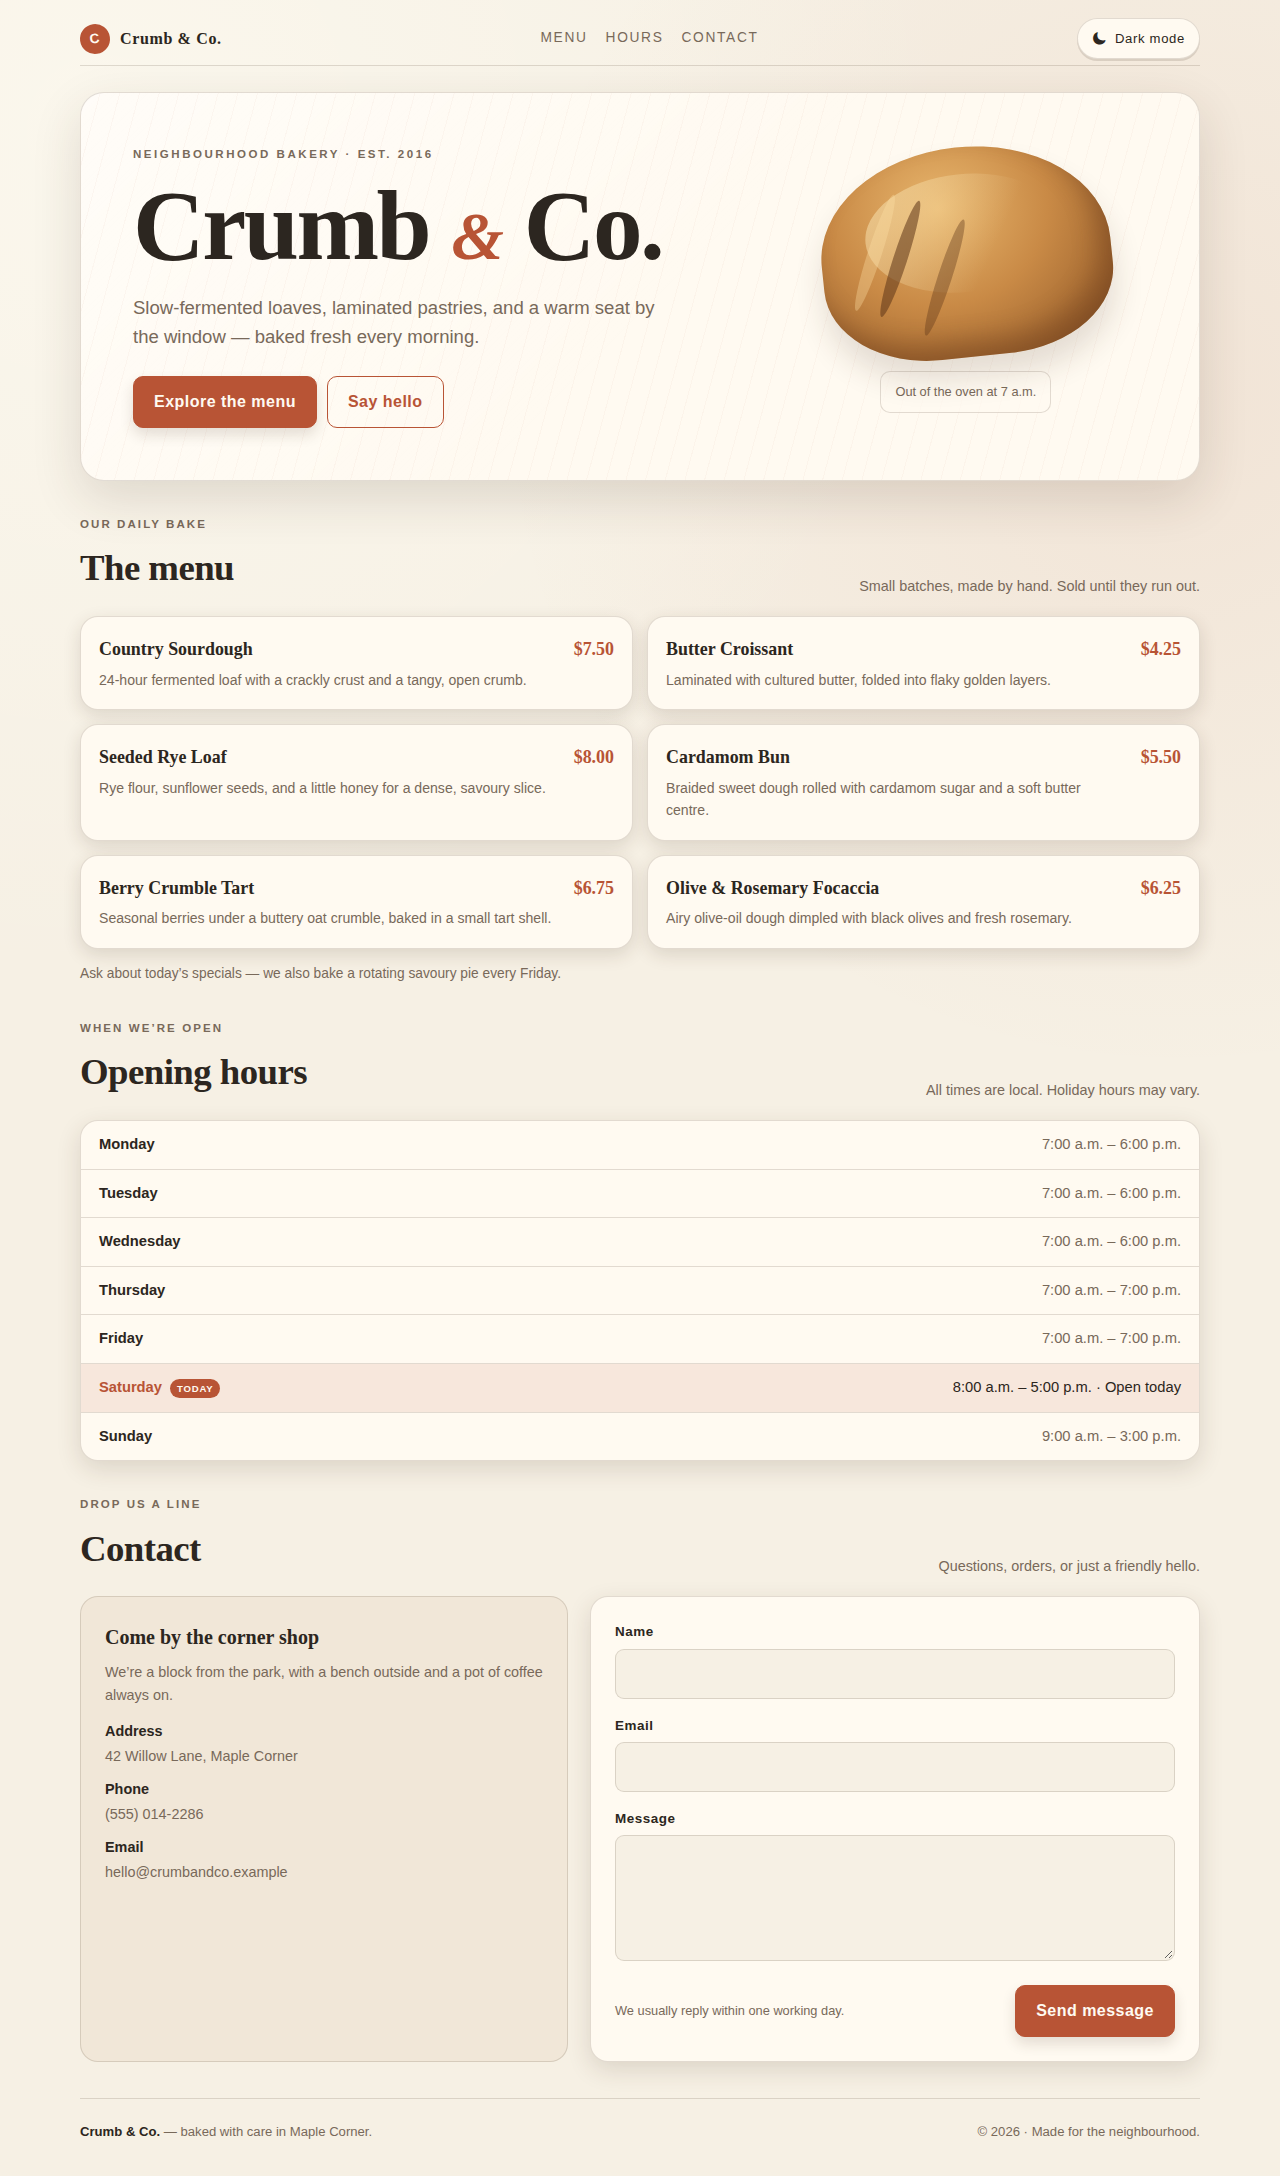 C Crumb & Co.
MENU HOURS CONTACT
Dark mode
NEIGHBOURHOOD BAKERY · EST. 2016
Crumb & Co.
Slow-fermented loaves, laminated pastries, and a warm seat by
the window — baked fresh every morning.
Explore the menu
Say hello
Out of the oven at 7 a.m.
OUR DAILY BAKE
The menu
Small batches, made by hand. Sold until they run out.
Country Sourdough $7.50
24-hour fermented loaf with a crackly crust and a tangy, open crumb.
Butter Croissant $4.25
Laminated with cultured butter, folded into flaky golden layers.
Seeded Rye Loaf $8.00
Rye flour, sunflower seeds, and a little honey for a dense, savoury slice.
Cardamom Bun $5.50
Braided sweet dough rolled with cardamom sugar and a soft butter
centre.
Berry Crumble Tart $6.75
Seasonal berries under a buttery oat crumble, baked in a small tart shell.
Olive & Rosemary Focaccia $6.25
Airy olive-oil dough dimpled with black olives and fresh rosemary.
Ask about today’s specials — we also bake a rotating savoury pie every Friday.
WHEN WE’RE OPEN
Opening hours
All times are local. Holiday hours may vary.
Monday 7:00 a.m. – 6:00 p.m.
Tuesday 7:00 a.m. – 6:00 p.m.
Wednesday 7:00 a.m. – 6:00 p.m.
Thursday 7:00 a.m. – 7:00 p.m.
Friday 7:00 a.m. – 7:00 p.m.
Saturday TODAY 8:00 a.m. – 5:00 p.m. · Open today
Sunday 9:00 a.m. – 3:00 p.m.
DROP US A LINE
Contact
Questions, orders, or just a friendly hello.
Come by the corner shop
We’re a block from the park, with a bench outside and a pot of coffee
always on.
Address
42 Willow Lane, Maple Corner
Phone
(555) 014-2286
Email
hello@crumbandco.example
Name
Email
Message
We usually reply within one working day.
Send message
Crumb & Co. — baked with care in Maple Corner.
© 2026 · Made for the neighbourhood.